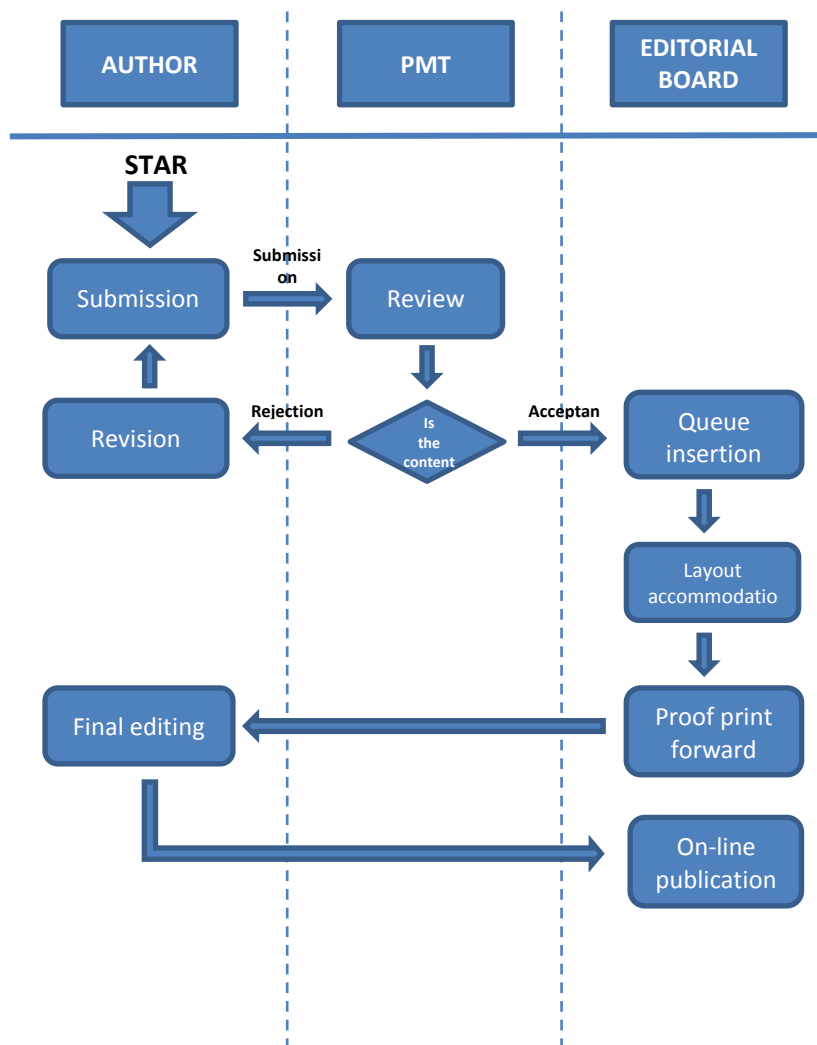 AUTHOR
PMT
EDITORIAL
BOARD
STAR
Submission
Submissi
on
Review
Revision
Rejection
Is
the
content
Acceptan
Queue
insertion
Layout
accommodatio
Final editing
Proof print
forward
On-line
publication